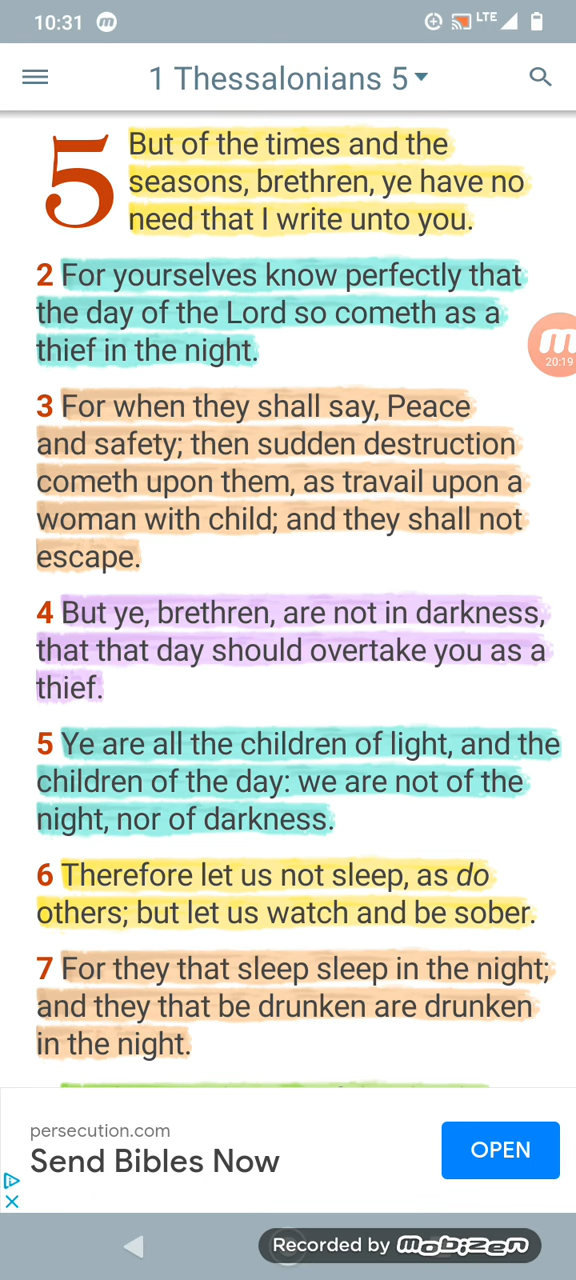 10:31
LTE
1 Thessalonians 5
5 But of the times and the
seasons, brethren, ye have no
need that I write unto you.
2 For yourselves know perfectly that
the day of the Lord so cometh as a
thief in the night.
20:19
3 For when they shall say, Peace
and safety; then sudden destruction
cometh upon them, as travail upon a
woman with child; and they shall not
escape.
4 But ye, brethren, are not in darkness,
that that day should overtake you as a
thief.
5 Ye are all the children of light, and the
children of the day: we are not of the
night, nor of darkness.
6 Therefore let us not sleep, as do
others; but let us watch and be sober.
7 For they that sleep sleep in the night;
and they that be drunken are drunken
in the night.
persecution.com
Send Bibles Now
OPEN
Recorded by mobizen